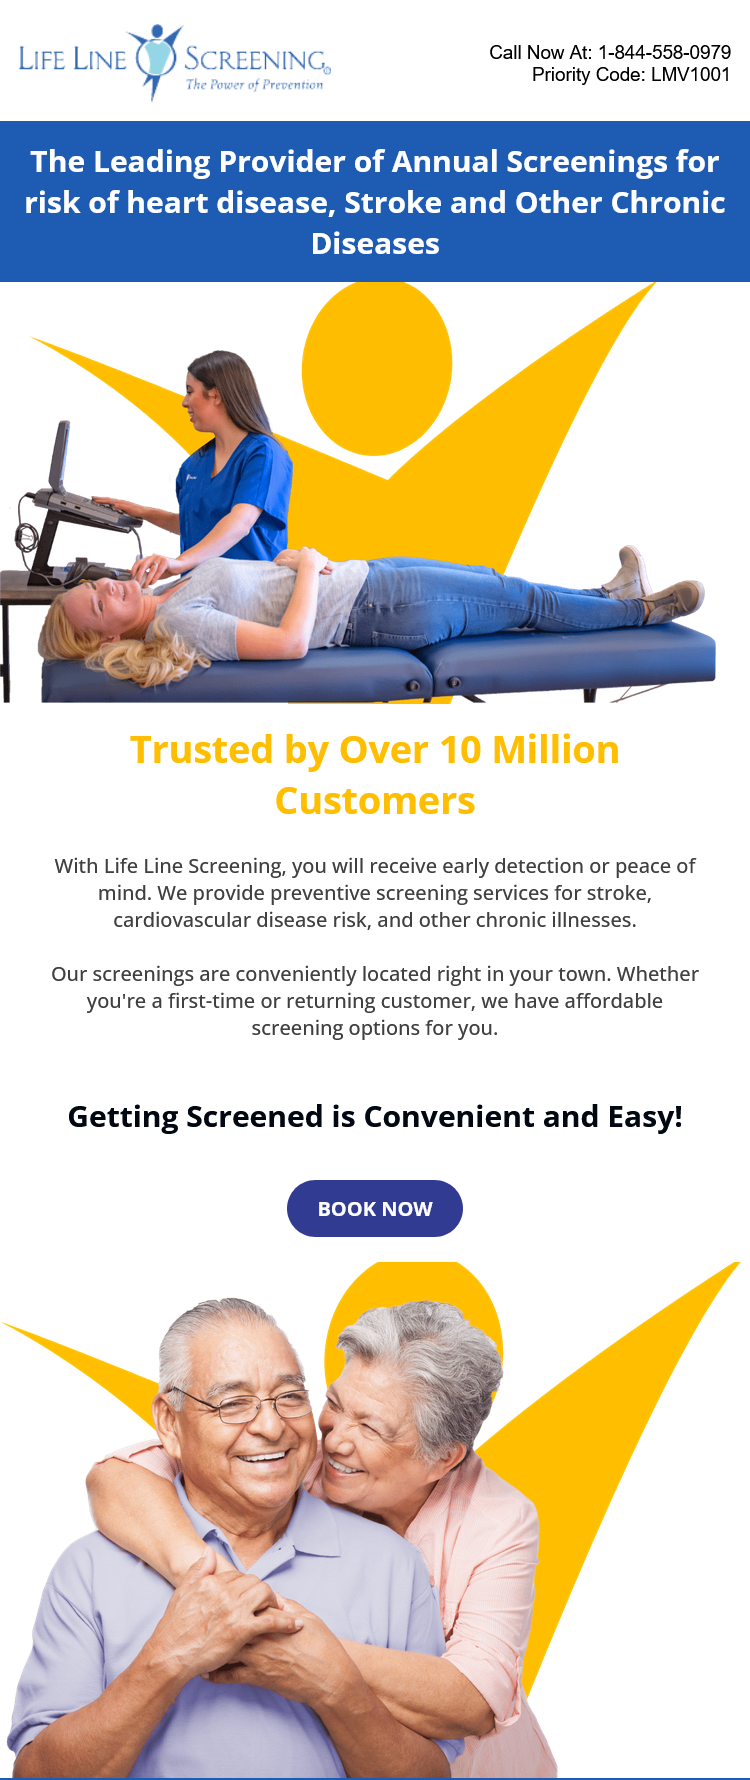 LIFE LINE SCREENING
The Power of Prevention
Call Now At: 1-844-558-0979
Priority Code: LMV1001
The Leading Provider of Annual Screenings for
risk of heart disease, Stroke and Other Chronic
Diseases
Trusted by Over 10 Million
Customers
With Life Line Screening, you will receive early detection or peace of
mind. We provide preventive screening services for stroke,
cardiovascular disease risk, and other chronic illnesses.
Our screenings are conveniently located right in your town. Whether
you're a first-time or returning customer, we have affordable
screening options for you.
Getting Screened is Convenient and Easy!
BOOK NOW